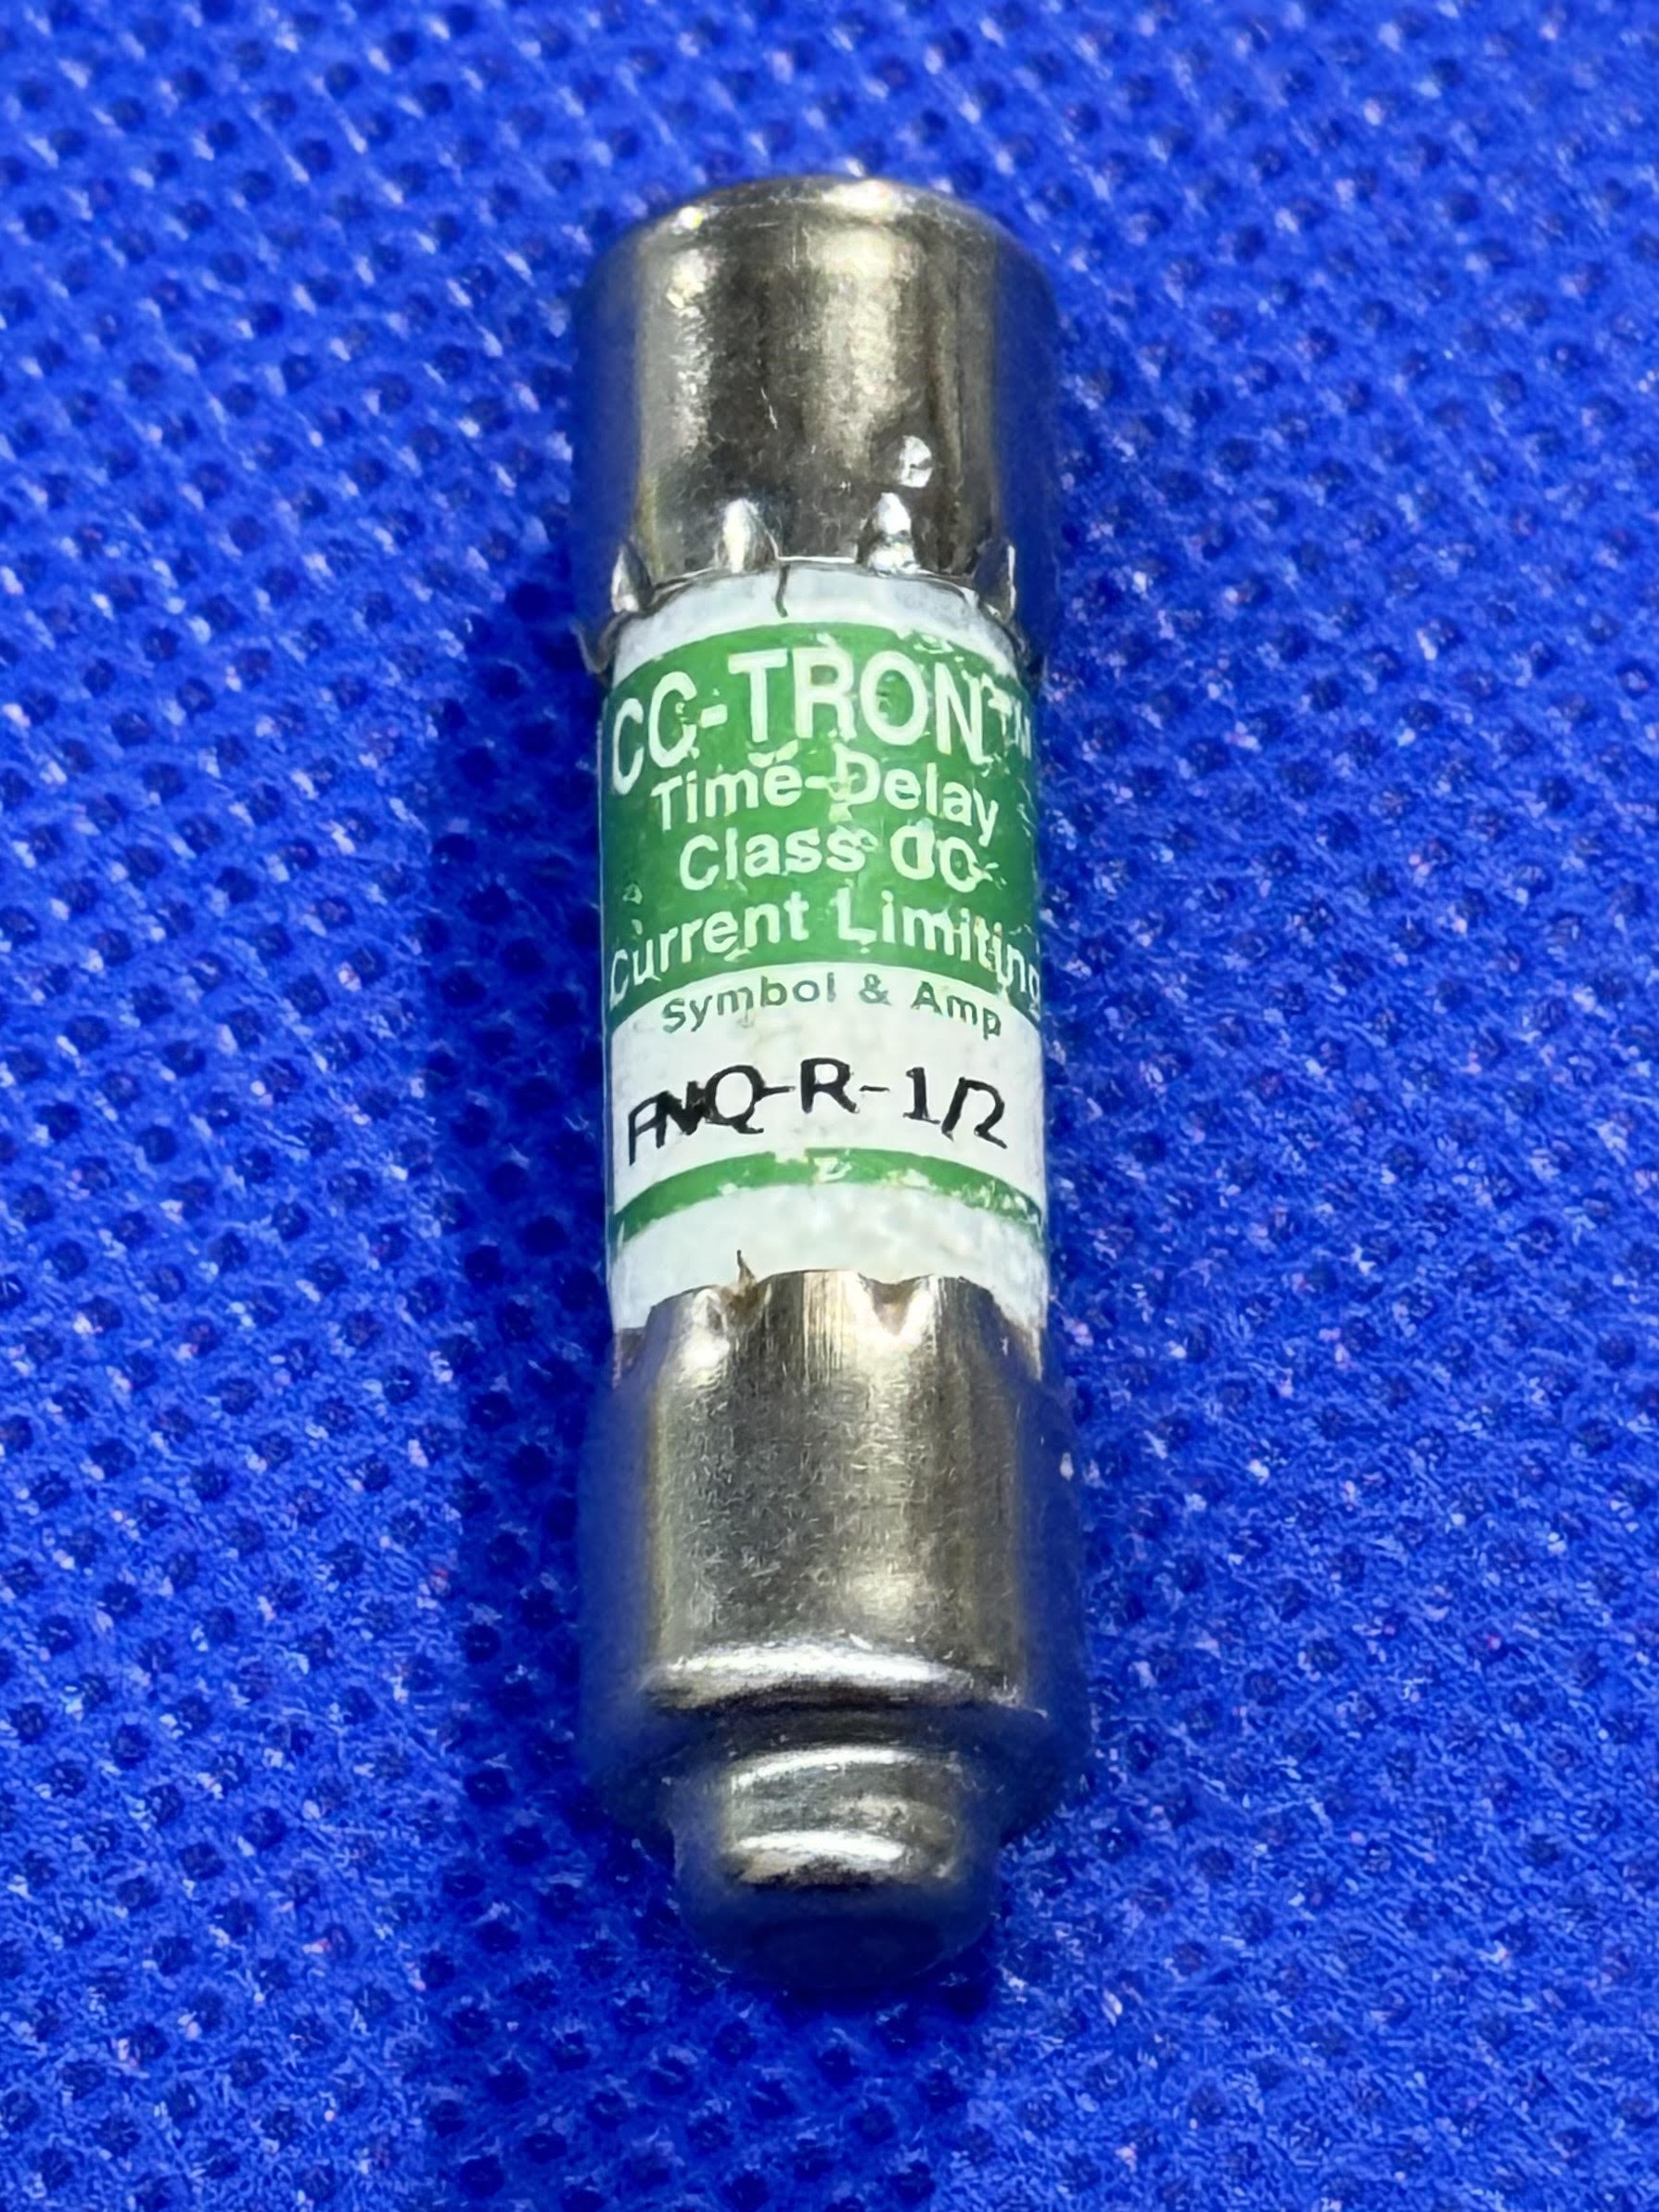 CC-TRON™
Time-Delay
Class CC
Current Limiting
Symbol & Amp
FNQ-R-1/2